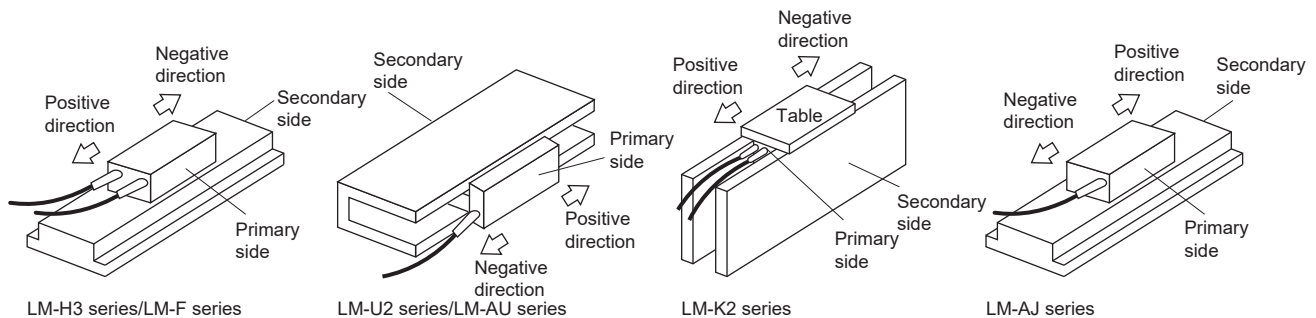 Negative
direction
Positive
direction
Secondary
side
Primary
side
LM-H3 series/LM-F series
Secondary
side
Primary
side
Positive
direction
Negative
direction
LM-U2 series/LM-AU series
Negative
direction
Positive
direction
Table
Secondary
side
Primary
side
LM-K2 series
Positive
direction
Secondary
side
Negative
direction
Primary
side
LM-AJ series